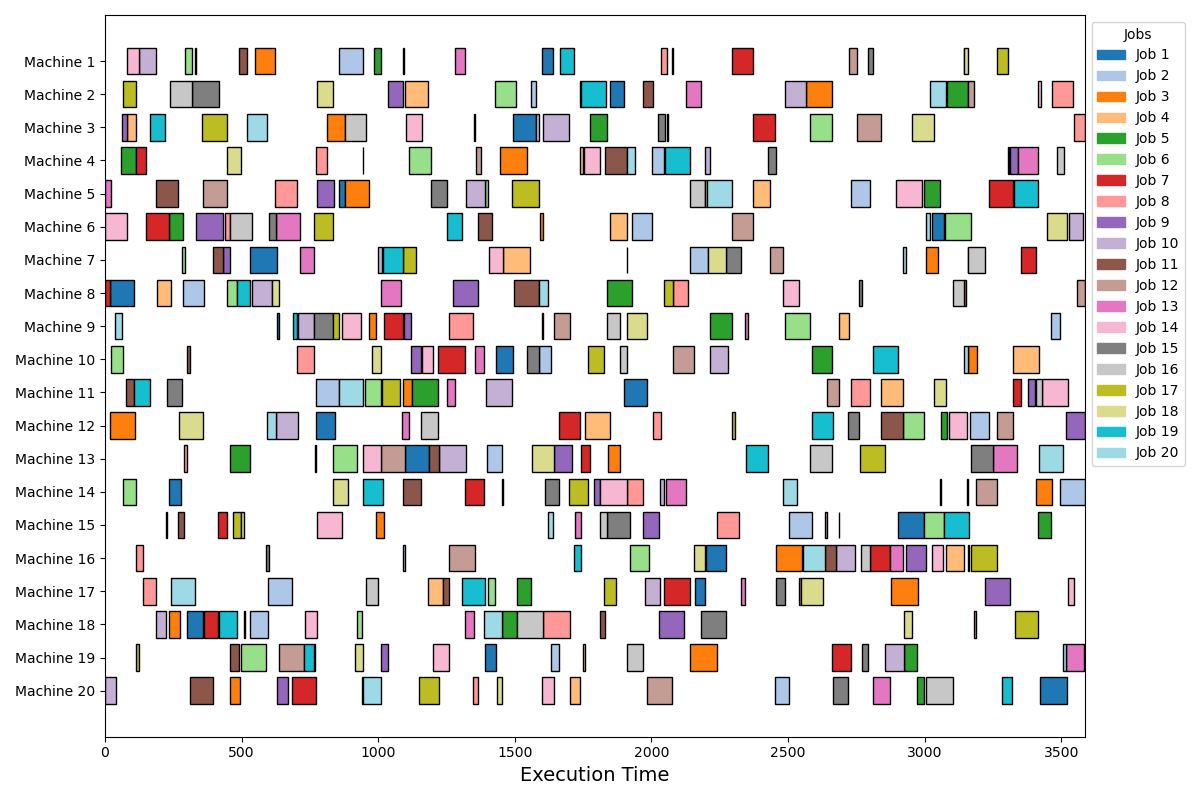 Machine 1
Machine 2
Machine 3
Machine 4
Machine 5
Machine 6
Machine 7
Machine 8
Machine 9
Machine 10
Machine 11
Machine 12
Machine 13
Machine 14
Machine 15
Machine 16
Machine 17
Machine 18
Machine 19
Machine 20
0 500 1000 1500 2000 2500 3000 3500
Execution Time
Jobs
Job 1
Job 2
Job 3
Job 4
Job 5
Job 6
Job 7
Job 8
Job 9
Job 10
Job 11
Job 12
Job 13
Job 14
Job 15
Job 16
Job 17
Job 18
Job 19
Job 20